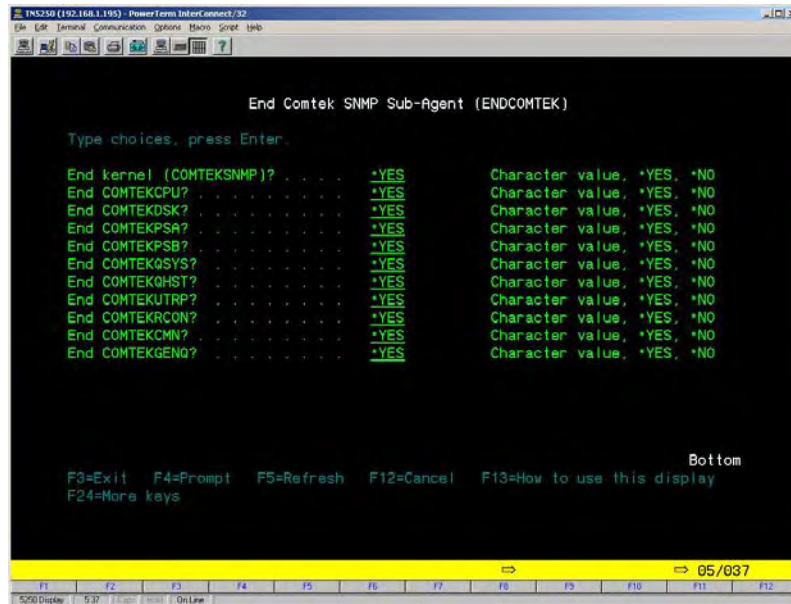 TN5250 (192.168.1.195) - PowerTerm InterConnect/32
File Edit Terminal Communication Options Macro Script Help
End Comtek SNMP Sub-Agent (ENDCOMTEK)
Type choices, press Enter.
End kernel (COMTEKSNMP)? . . . . *YES Character value, *YES, *NO
End COMTEKCPU? . . . . . . . . . *YES Character value, *YES, *NO
End COMTEKDSK? . . . . . . . . . *YES Character value, *YES, *NO
End COMTEKPSA? . . . . . . . . . *YES Character value, *YES, *NO
End COMTEKPSB? . . . . . . . . . *YES Character value, *YES, *NO
End COMTEKQSYS? . . . . . . . . *YES Character value, *YES, *NO
End COMTEKQHST? . . . . . . . . *YES Character value, *YES, *NO
End COMTEKUTRP? . . . . . . . . *YES Character value, *YES, *NO
End COMTEKRCON? . . . . . . . . *YES Character value, *YES, *NO
End COMTEKCMN? . . . . . . . . . *YES Character value, *YES, *NO
End COMTEKGENQ? . . . . . . . . *YES Character value, *YES, *NO
Bottom
F3=Exit F4=Prompt F5=Refresh F12=Cancel F13=How to use this display
F24=More keys
05/037
F1 F2 F3 F4 F5 F6 F7 F8 F9 F10 F11 F12
5250 Display 5:37 Caps Hold On Line